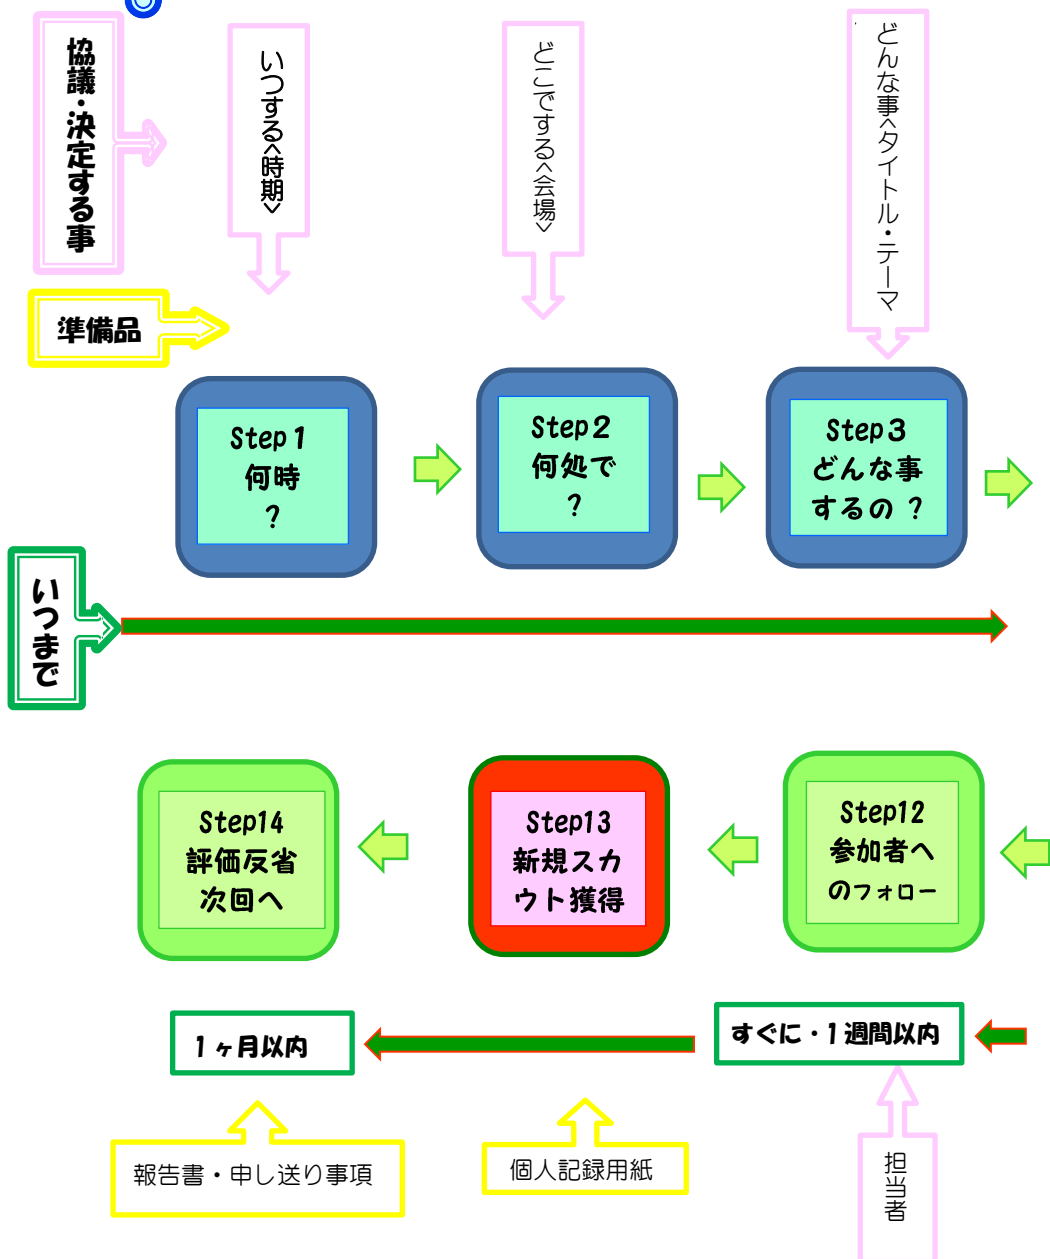 協議・決定する事
いつする<時期>
どこでする<会場>
どんな事<タイトル・テーマ
準備品
Step1
何時
?
Step2
何処で
?
Step3
どんな事
するの ?
いつまで
Step14
評価反省
次回へ
Step13
新規スカ
ウト獲得
Step12
参加者へ
のフォロー
1ヶ月以内
すぐに・1週間以内
報告書・申し送り事項
個人記録用紙
担当者